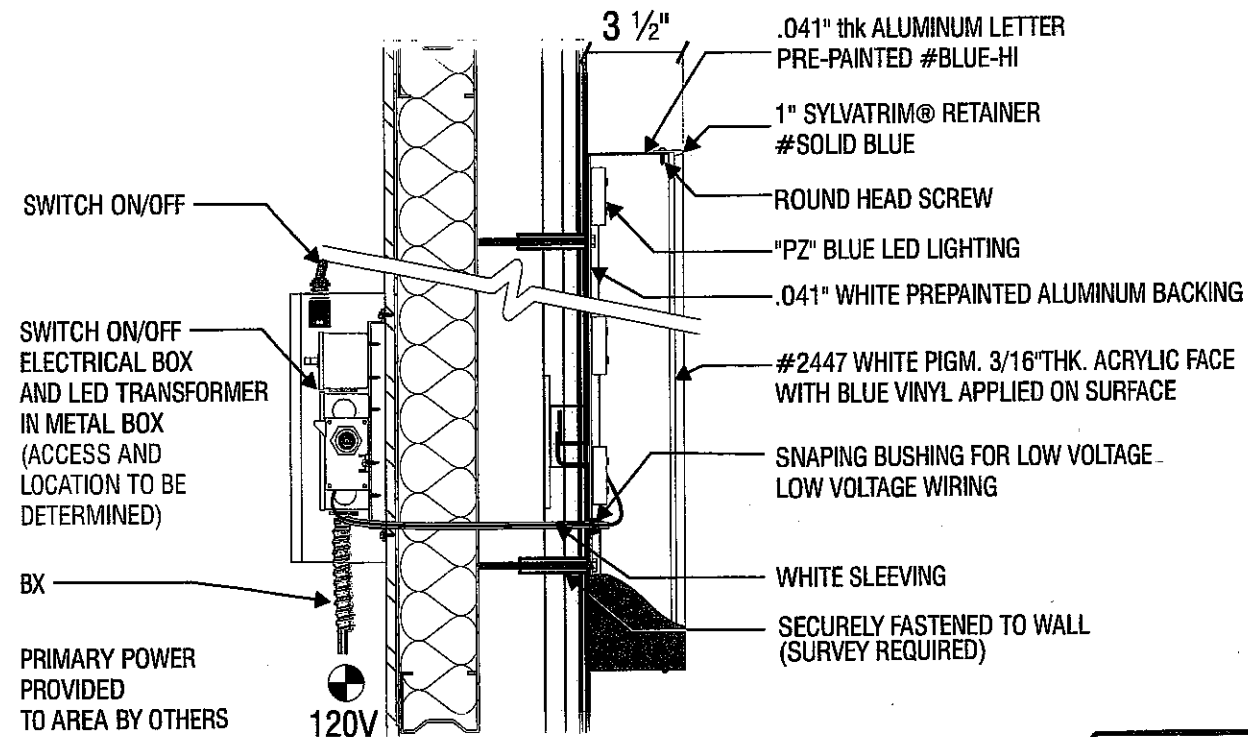 3 ½"
.041" thk ALUMINUM LETTER
PRE-PAINTED #BLUE-HI
1" SYLVATRIM® RETAINER
#SOLID BLUE
ROUND HEAD SCREW
"PZ" BLUE LED LIGHTING
.041" WHITE PREPAINTED ALUMINUM BACKING
#2447 WHITE PIGM. 3/16"THK. ACRYLIC FACE
WITH BLUE VINYL APPLIED ON SURFACE
SNAPING BUSHING FOR LOW VOLTAGE
LOW VOLTAGE WIRING
WHITE SLEEVING
SECURELY FASTENED TO WALL
(SURVEY REQUIRED)
SWITCH ON/OFF
SWITCH ON/OFF
ELECTRICAL BOX
AND LED TRANSFORMER
IN METAL BOX
(ACCESS AND
LOCATION TO BE
DETERMINED)
BX
PRIMARY POWER
PROVIDED
TO AREA BY OTHERS
120V